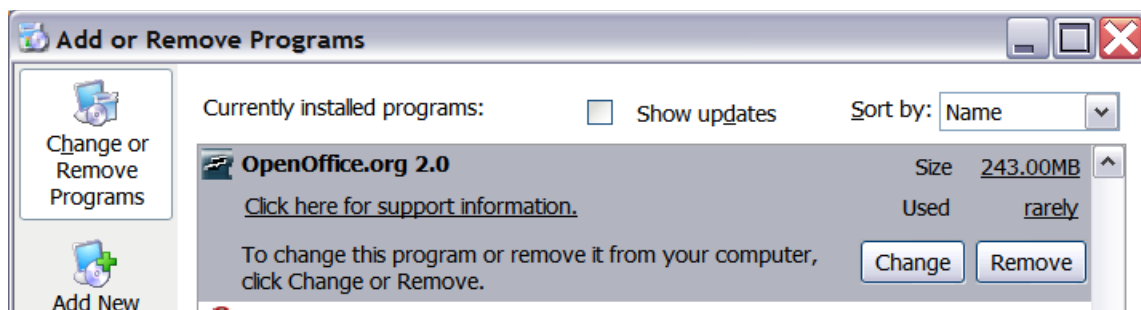 Add or Remove Programs
Change or
Remove
Programs
Add New
Currently installed programs:
Show updates
Sort by: Name
OpenOffice.org 2.0
Size 243.00MB
Click here for support information.
Used rarely
To change this program or remove it from your computer,
click Change or Remove.
Change
Remove